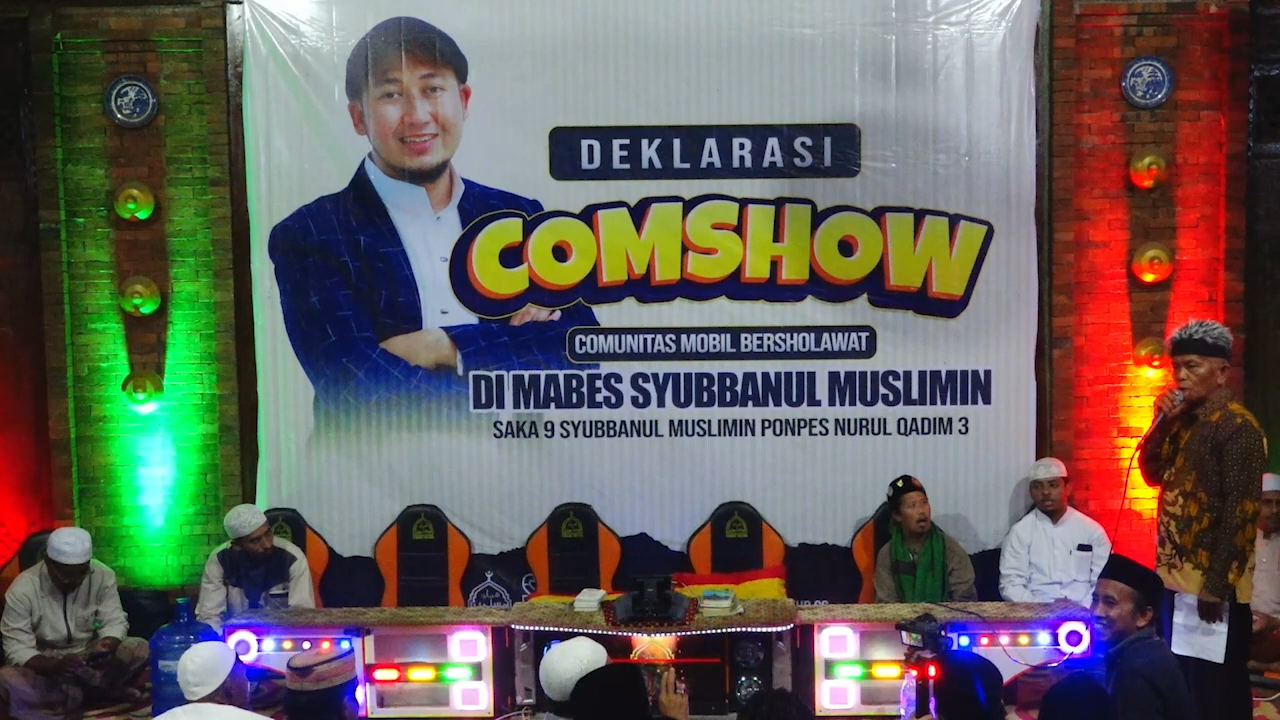 DEKLARASI
COMSHOW
COMUNITAS MOBIL BERSHOLAWAT
DI MABES SYUBBANUL MUSLIMIN
SAKA 9 SYUBBANUL MUSLIMIN PONPES NURUL QADIM 3